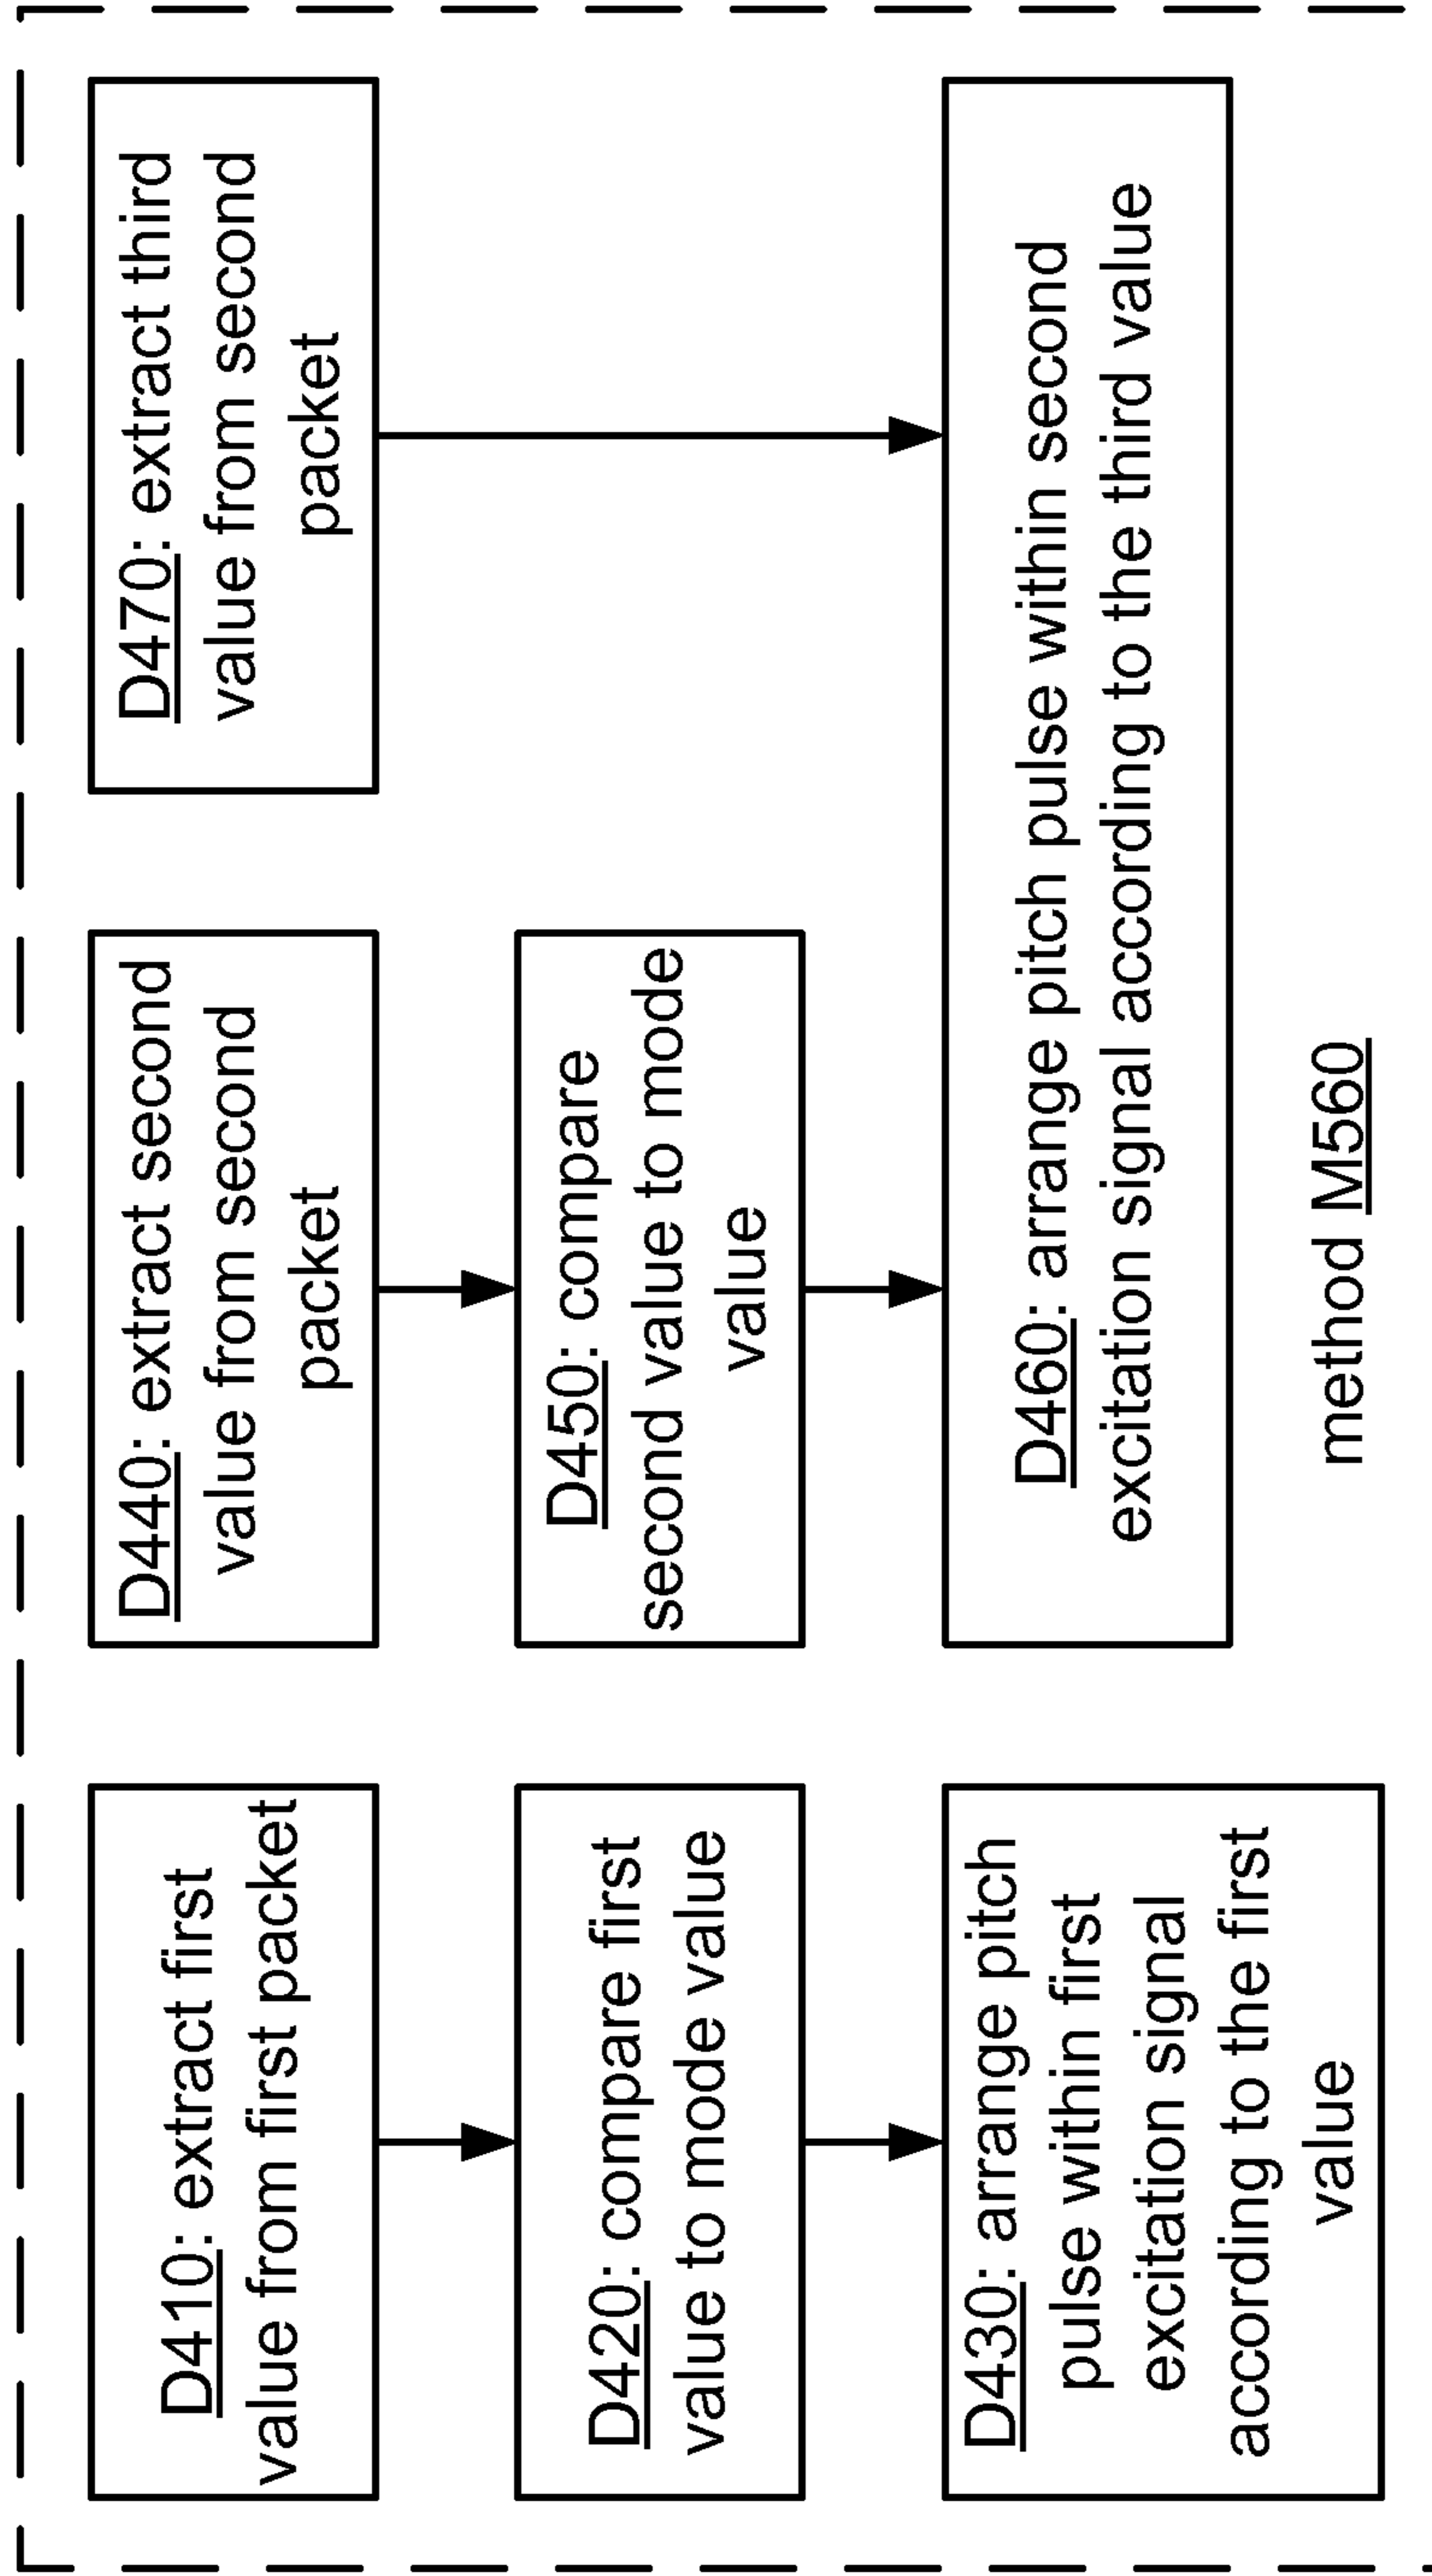 D410: extract first
value from first packet
D420: compare first
value to mode value
D430: arrange pitch
pulse within first
excitation signal
according to the first
value
D440: extract second
value from second
packet
D450: compare
second value to mode
value
D470: extract third
value from second
packet
D460: arrange pitch pulse within second
excitation signal according to the third value
method M560